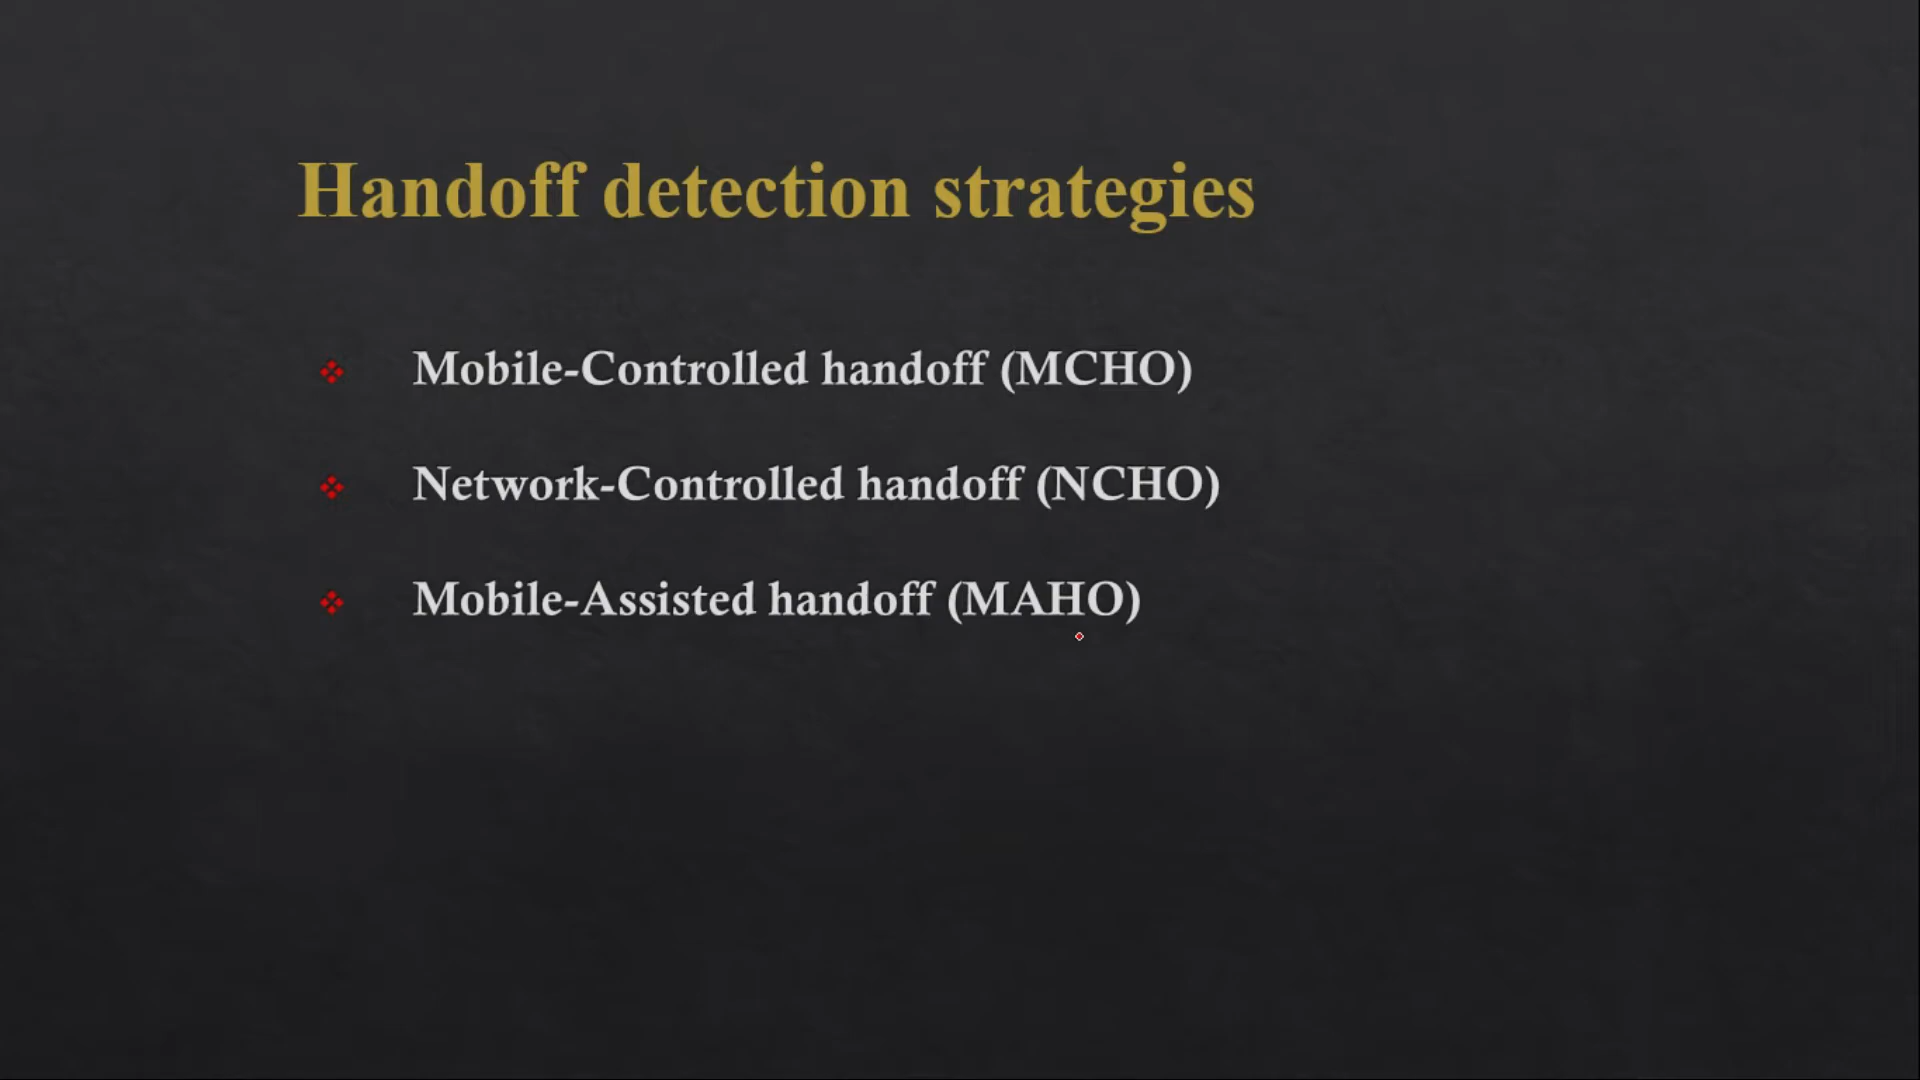 Handoff detection strategies
Mobile-Controlled handoff (MCHO)
Network-Controlled handoff (NCHO)
Mobile-Assisted handoff (MAHO)